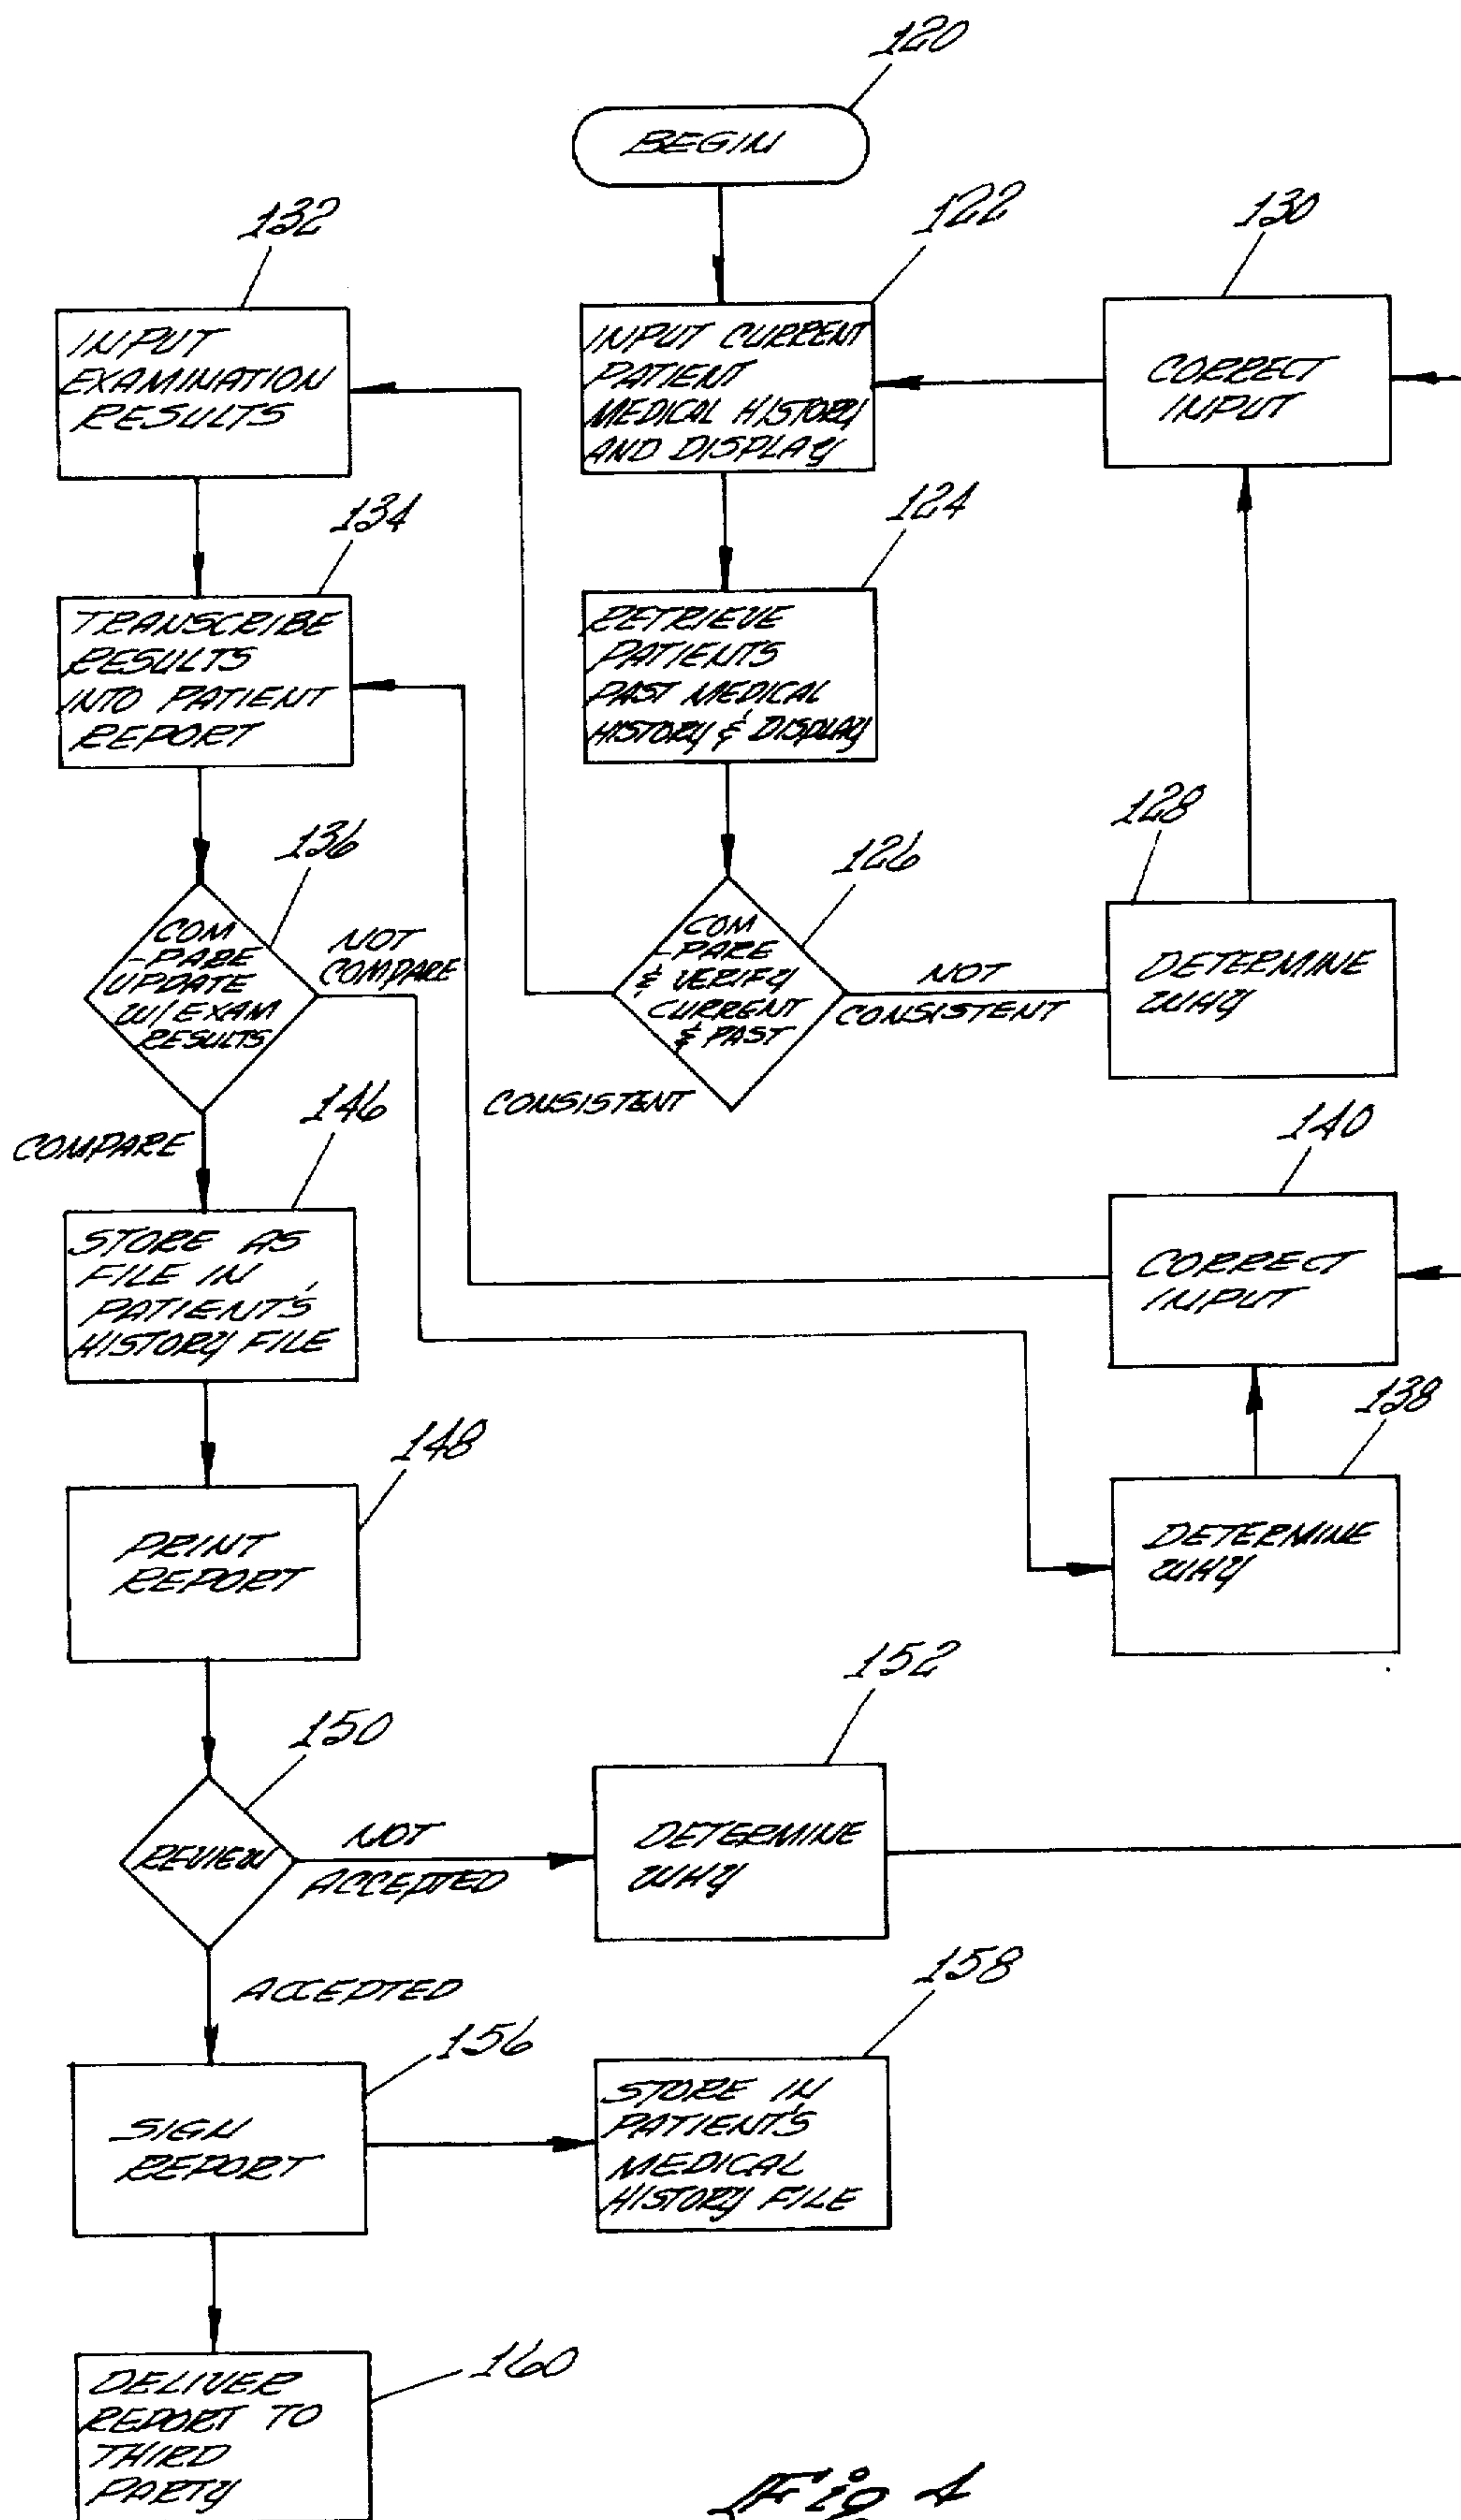 120
BEGIN
122
INPUT CURRENT
PATIENT
MEDICAL HISTORY
AND DISPLAY
130
CORRECT
INPUT
132
INPUT
EXAMINATION
RESULTS
134
TRANSCRIBE
RESULTS
INTO PATIENT
REPORT
124
RETRIEVE
PATIENTS
PAST MEDICAL
HISTORY & DISPLAY
136
COM
-PARE
UPDATE
W/ EXAM
RESULTS
NOT
COMPARE
126
COM
-PARE
& VERIFY
CURRENT
& PAST
NOT
CONSISTENT
128
DETERMINE
WHY
CONSISTENT
COMPARE
146
STORE AS
FILE IN
PATIENT'S
HISTORY FILE
140
CORRECT
INPUT
138
DETERMINE
WHY
148
PRINT
REPORT
150
REVIEW
NOT
ACCEPTED
152
DETERMINE
WHY
ACCEPTED
156
SIGN
REPORT
158
STORE IN
PATIENT'S
MEDICAL
HISTORY FILE
160
DELIVER
REPORT TO
THIRD
PARTY
Fig 4